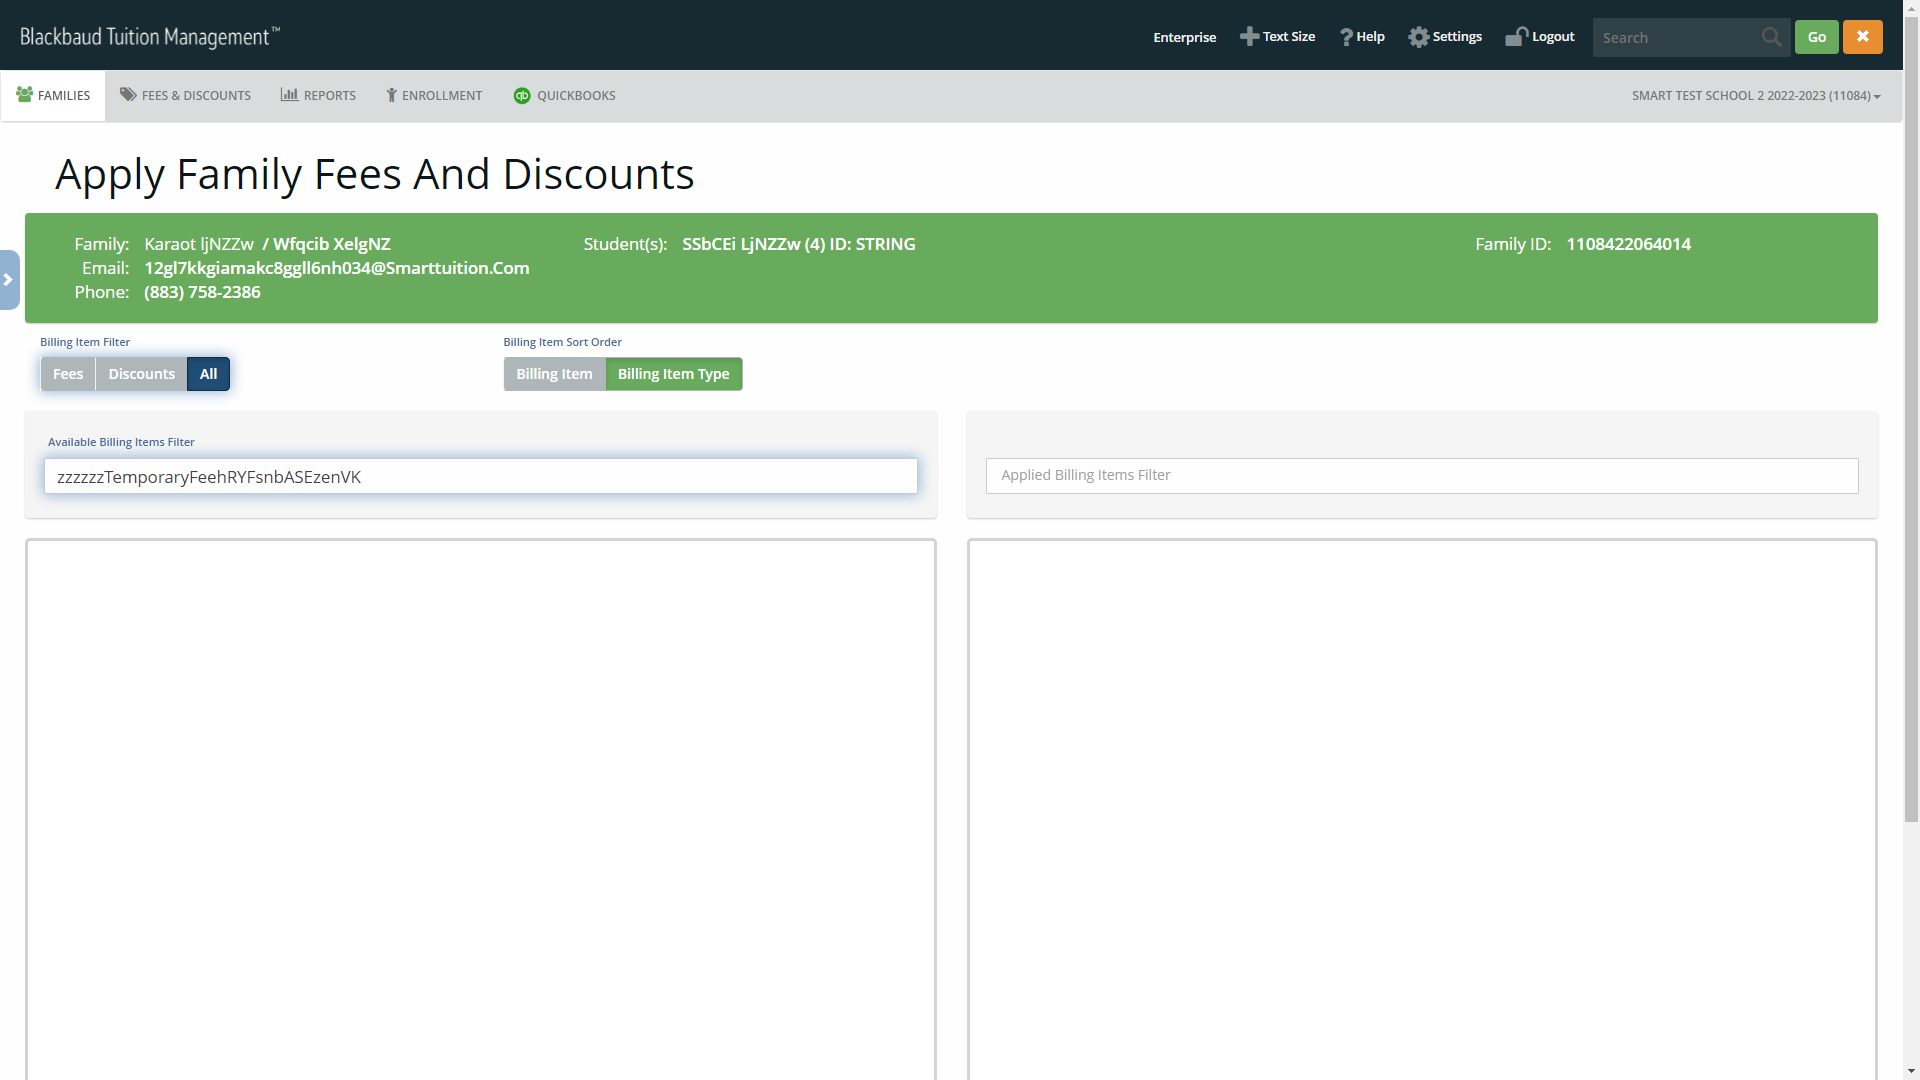 Blackbaud Tuition Management™
Enterprise
Text Size
Help
Settings
Logout
Search
Go
FAMILIES
FEES & DISCOUNTS
REPORTS
ENROLLMENT
qb QUICKBOOKS
SMART TEST SCHOOL 2 2022-2023 (11084)
Apply Family Fees And Discounts
Family: Karaot ljNZZw / Wfqcib XelgNZ
Student(s): SSbCEi LjNZZw (4) ID: STRING
Family ID: 1108422064014
Email: 12gl7kkgiamakc8ggll6nh034@Smarttuition.Com
Phone: (883) 758-2386
Billing Item Filter
Billing Item Sort Order
Fees
Discounts
All
Billing Item
Billing Item Type
Available Billing Items Filter
zzzzzzTemporaryFeehRYFsnbASEzenVK
Applied Billing Items Filter